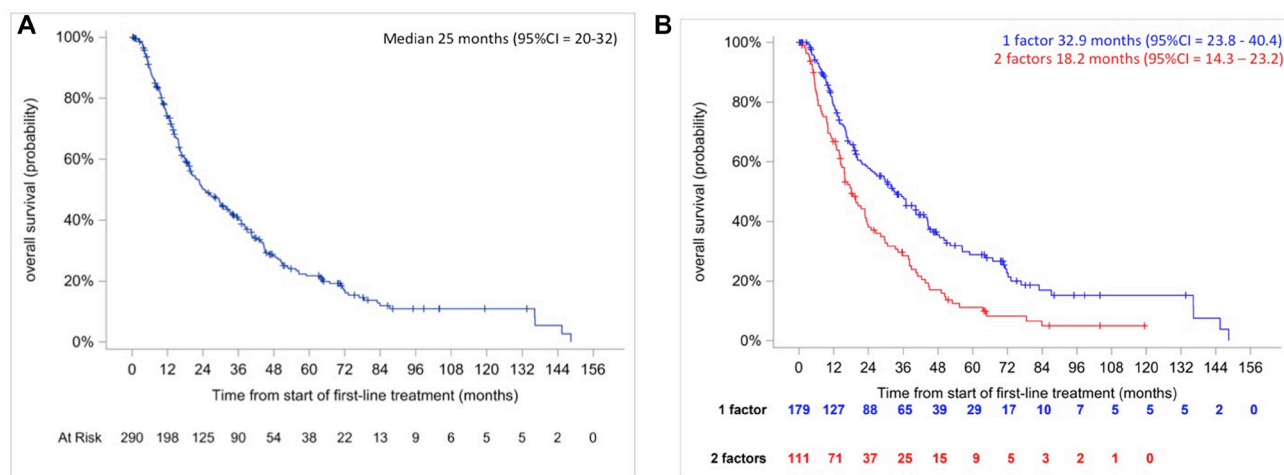 A
Median 25 months (95%CI = 20-32)
100%
80%
60%
40%
20%
0%
overall survival (probability)
0 12 24 36 48 60 72 84 96 108 120 132 144 156
Time from start of first-line treatment (months)
At Risk 290 198 125 90 54 38 22 13 9 6 5 5 2 0
B
1 factor 32.9 months (95%CI = 23.8 - 40.4)
2 factors 18.2 months (95%CI = 14.3 – 23.2)
100%
80%
60%
40%
20%
0%
overall survival (probability)
0 12 24 36 48 60 72 84 96 108 120 132 144 156
Time from start of first-line treatment (months)
1 factor 179 127 88 65 39 29 17 10 7 5 5 5 2 0
2 factors 111 71 37 25 15 9 5 3 2 1 0